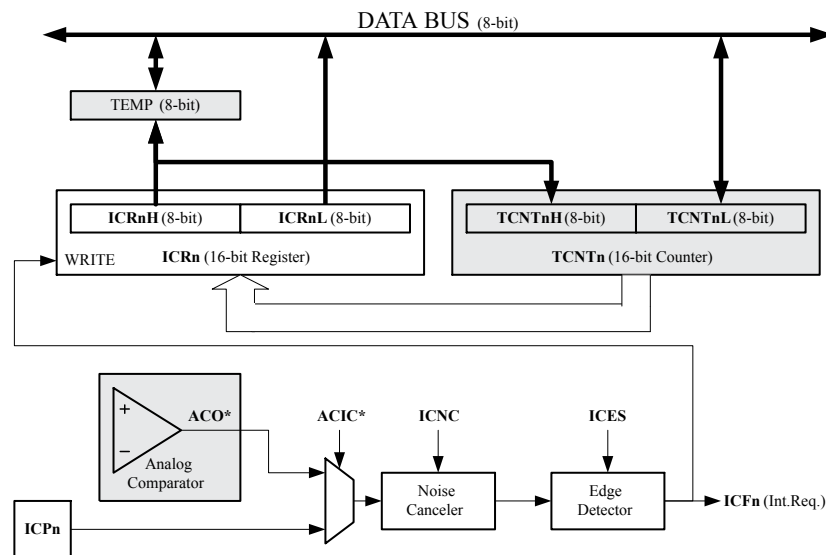 DATA BUS (8-bit)
TEMP (8-bit)
ICRnH (8-bit) ICRnL (8-bit)
WRITE ICRn (16-bit Register)
TCNTnH (8-bit) TCNTnL (8-bit)
TCNTn (16-bit Counter)
+
−
ACO*
Analog
Comparator
ACIC*
ICNC
ICES
Noise
Canceler
Edge
Detector
ICFn (Int.Req.)
ICPn